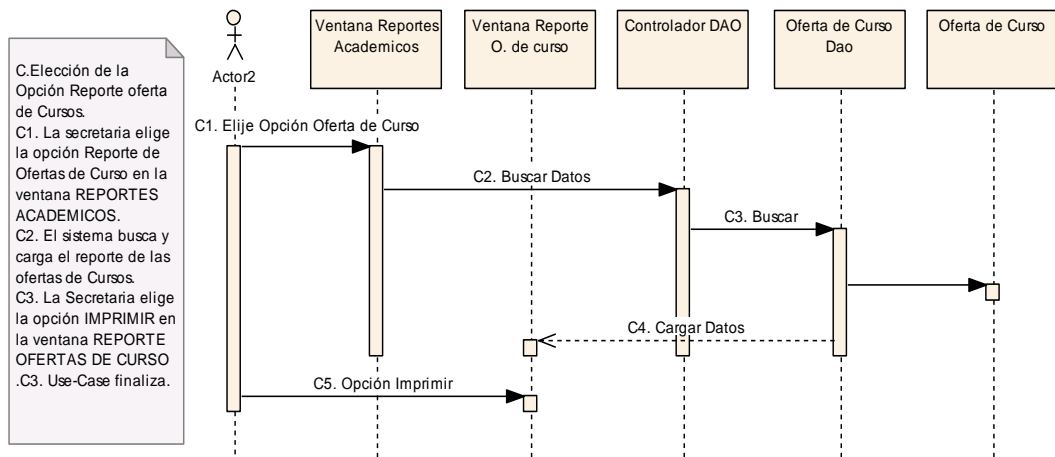 C.Elección de la
Opción Reporte oferta
de Cursos.
C1. La secretaria elige
la opción Reporte de
Ofertas de Curso en la
ventana REPORTES
ACADEMICOS.
C2. El sistema busca y
carga el reporte de las
ofertas de Cursos.
C3. La Secretaria elige
la opción IMPRIMIR en
la ventana REPORTE
OFERTAS DE CURSO
.C3. Use-Case finaliza.
Actor2
Ventana Reportes
Academicos
Ventana Reporte
O. de curso
Controlador DAO
Oferta de Curso
Dao
Oferta de Curso
C1. Elije Opción Oferta de Curso
C2. Buscar Datos
C3. Buscar
C4. Cargar Datos
C5. Opción Imprimir